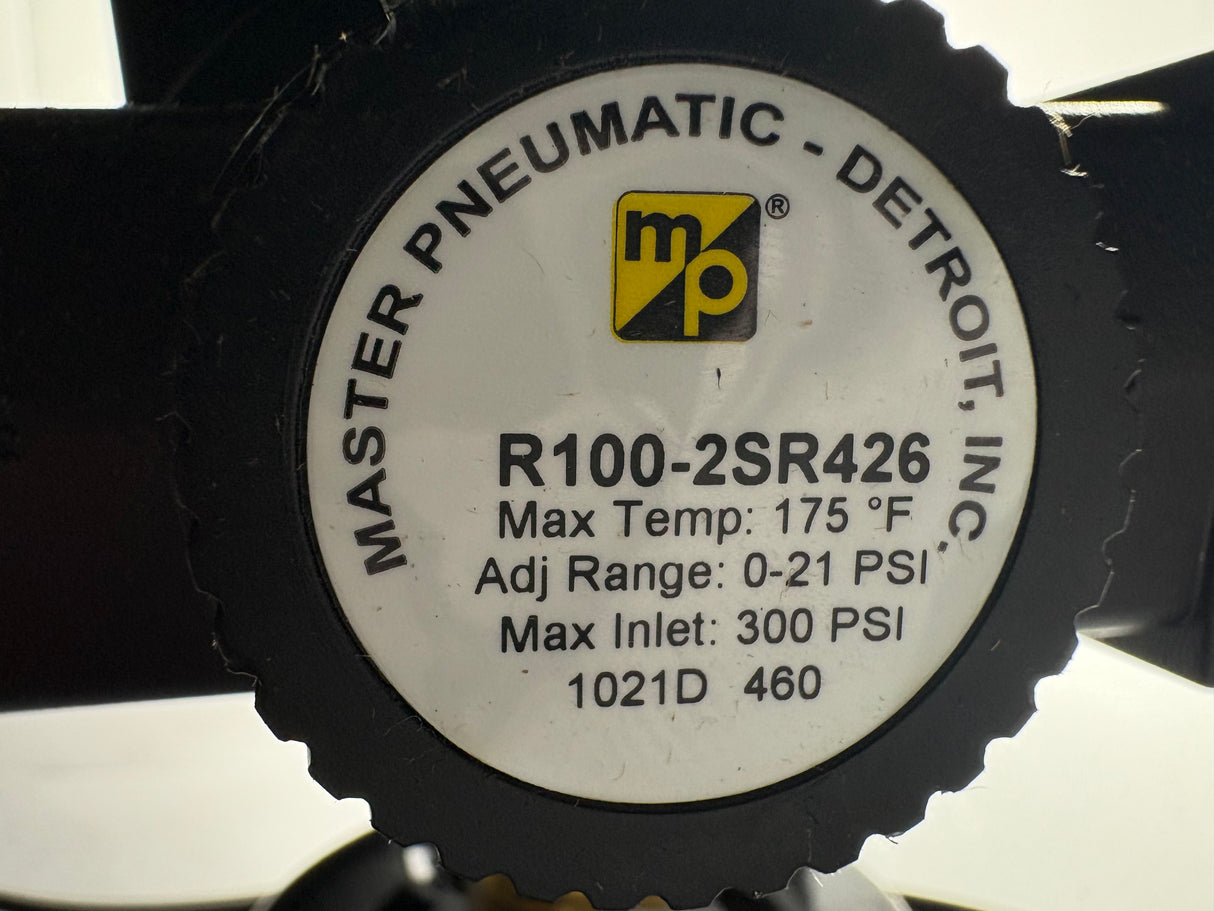 MASTER PNEUMATIC - DETROIT, INC.
mp®
R100-2SR426
Max Temp: 175 °F
Adj Range: 0-21 PSI
Max Inlet: 300 PSI
1021D 460